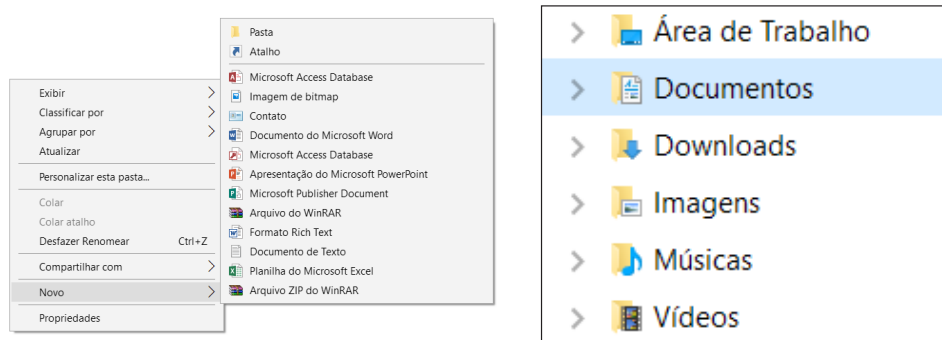 Exibir
Classificar por
Agrupar por
Atualizar
Personalizar esta pasta...
Colar
Colar atalho
Desfazer Renomear Ctrl+Z
Compartilhar com
Novo
Propriedades
Pasta
Atalho
Microsoft Access Database
Imagem de bitmap
Contato
Documento do Microsoft Word
Microsoft Access Database
Apresentação do Microsoft PowerPoint
Microsoft Publisher Document
Arquivo do WinRAR
Formato Rich Text
Documento de Texto
Planilha do Microsoft Excel
Arquivo ZIP do WinRAR
Área de Trabalho
Documentos
Downloads
Imagens
Músicas
Vídeos